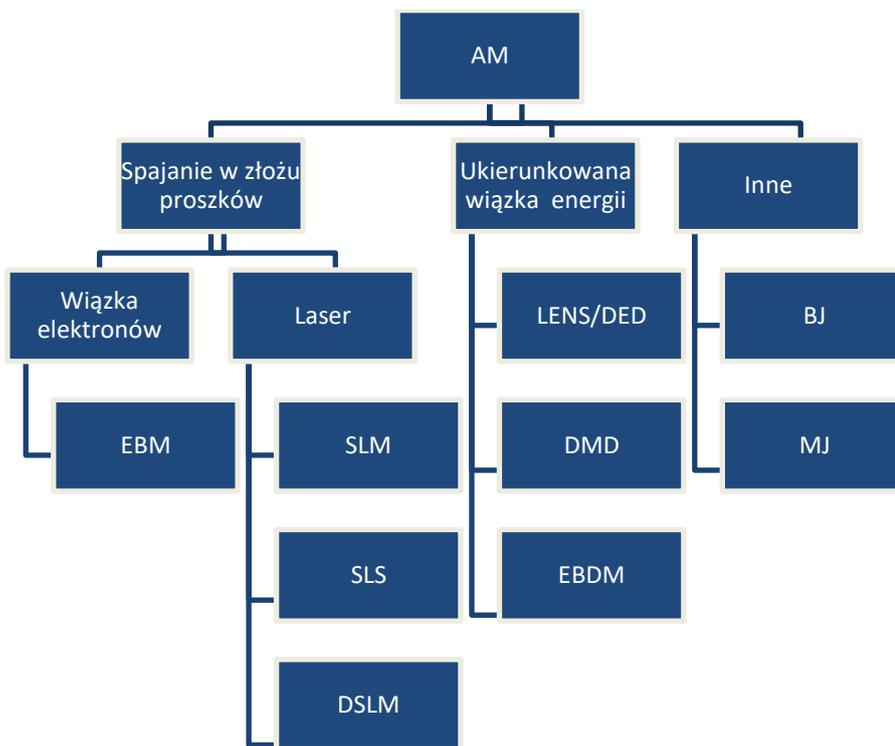 AM
Spajanie w złożu
proszków
Ukierunkowana
wiązka energii
Inne
Wiązka
elektronów
Laser
LENS/DED
BJ
EBM
SLM
DMD
MJ
SLS
EBDM
DSLM